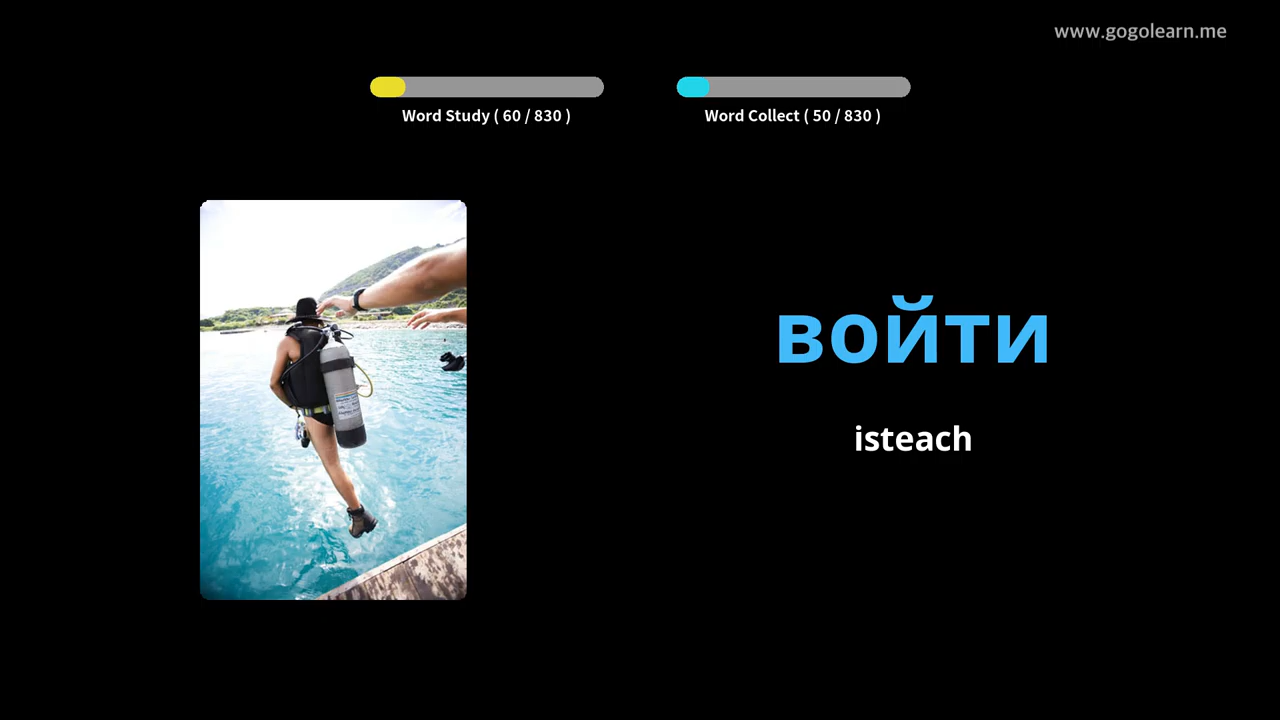 www.gogolearn.me
Word Study ( 60 / 830 )
Word Collect ( 50 / 830 )
войти
isteach